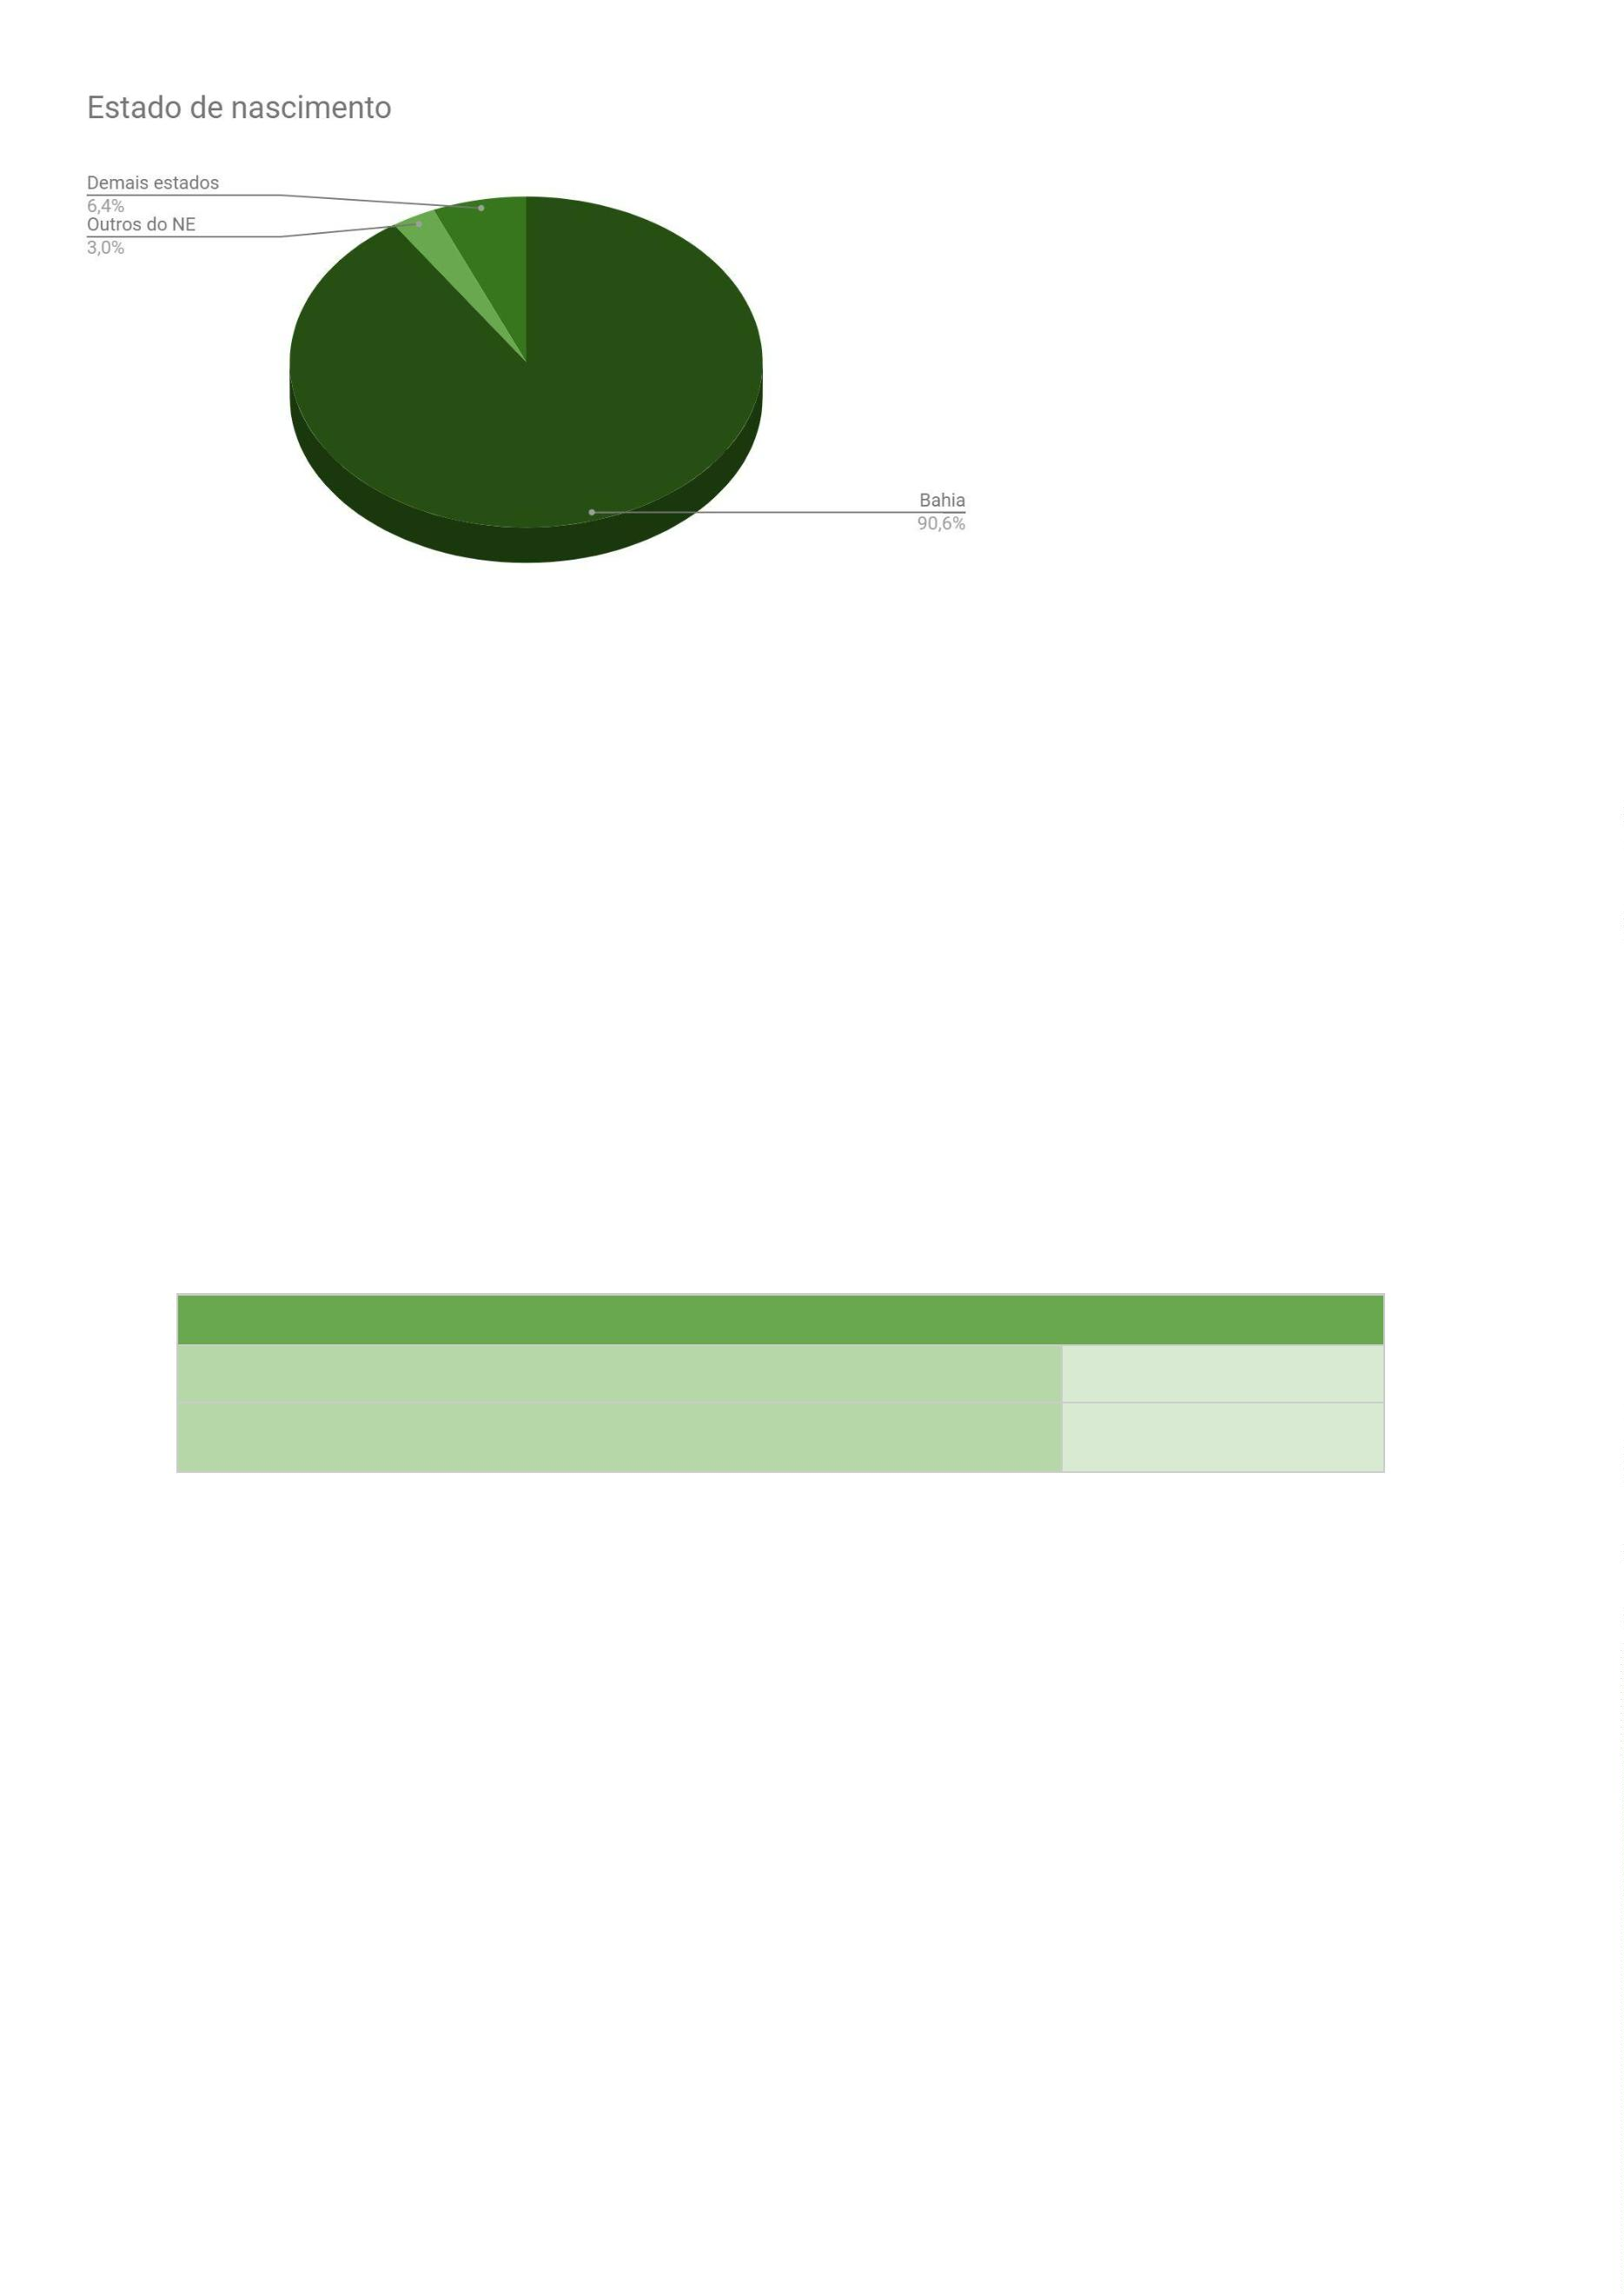 Estado de nascimento
Demais estados
6,4%
Outros do NE
3,0%
Bahia
90,6%